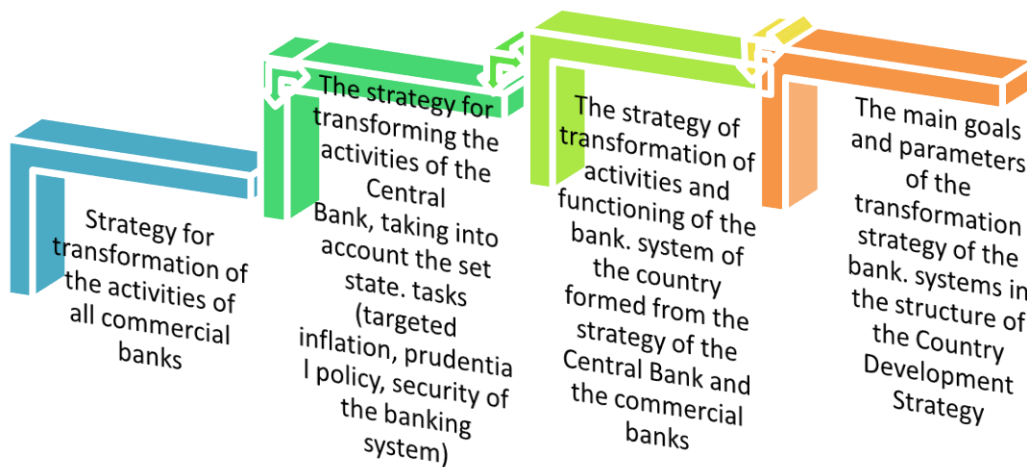 Strategy for
transformation of
the activities of
all commercial
banks
The strategy for
transforming the
activities of the
Central
Bank, taking into
account the set
state. tasks
(targeted
inflation, prudentia
l policy, security of
the banking
system)
The strategy of
transformation of
activities and
functioning of the
bank. system of
the country
formed from the
strategy of the
Central Bank and
the commercial
banks
The main goals
and parameters
of the
transformation
strategy of the
bank. systems in
the structure of
the Country
Development
Strategy